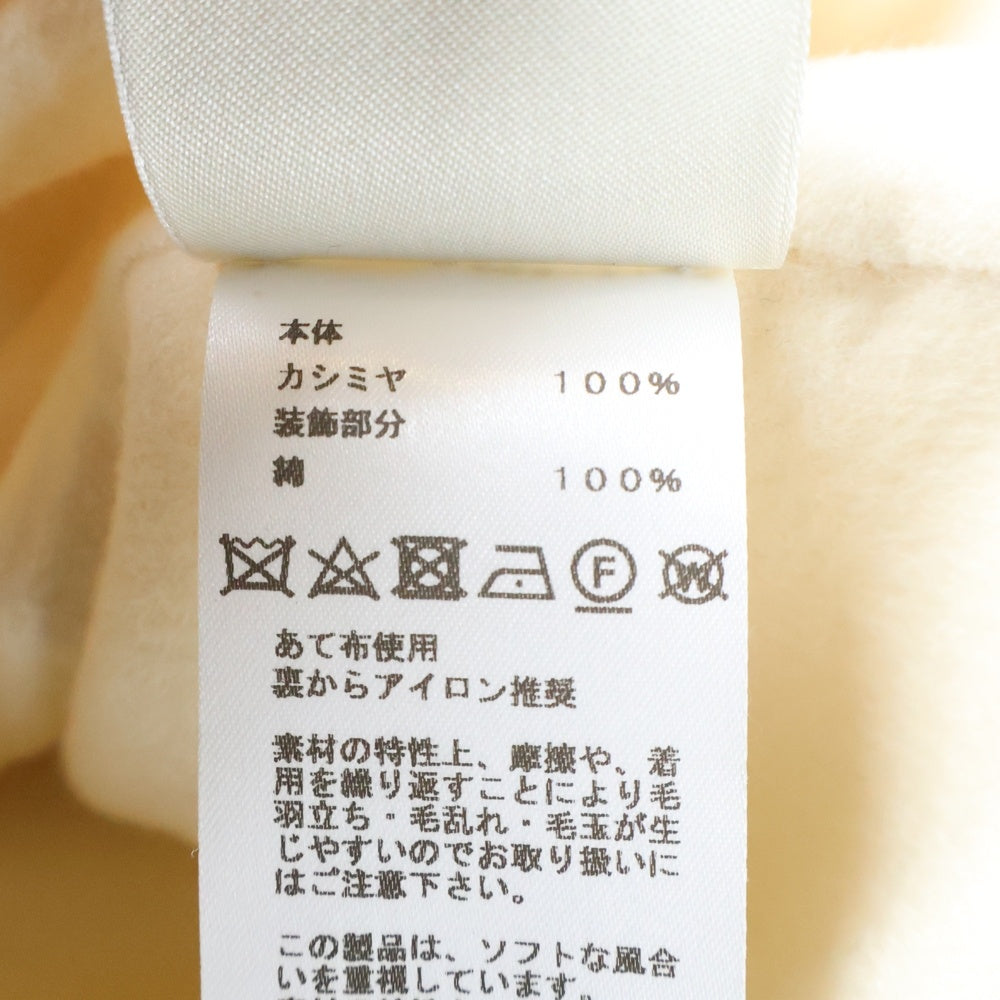 本体
カシミヤ 100%
装飾部分
綿 100%
F W
あて布使用
裏からアイロン推奨
素材の特性上、摩擦や、着
用を繰り返すことにより毛
羽立ち・毛乱れ・毛玉が生
じやすいのでお取り扱いに
はご注意下さい。
この製品は、ソフトな風合
いを重視しています。